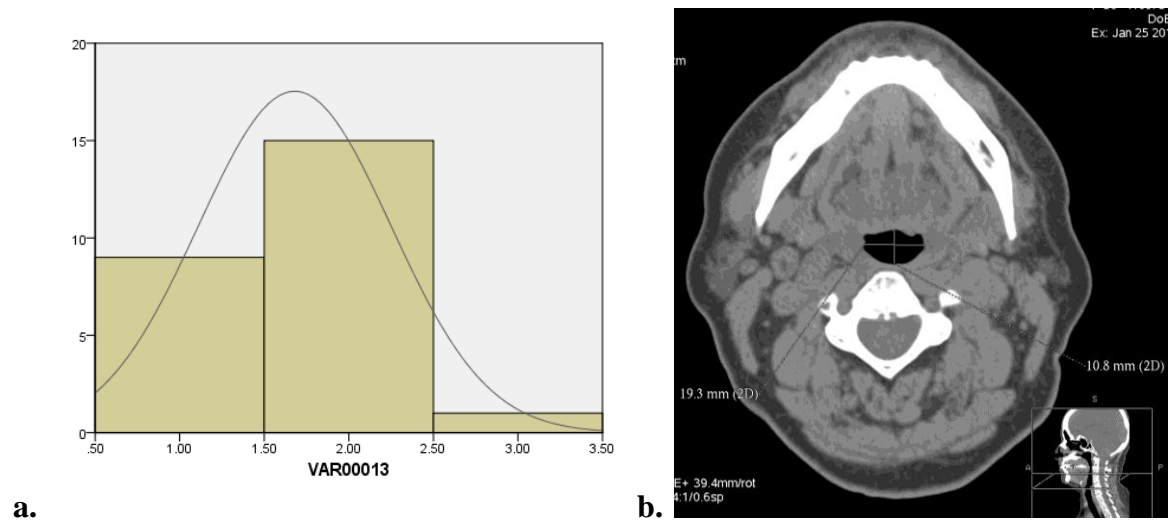 20
15
10
5
0
.50
1.00
1.50
2.00
2.50
3.00
3.50
VAR00013
a.
DoB
Ex: Jan 25 201
cm
19.3 mm (2D)
10.8 mm (2D)
S
A
P
E+ 39.4mm/rot
4:1/0.6sp
b.